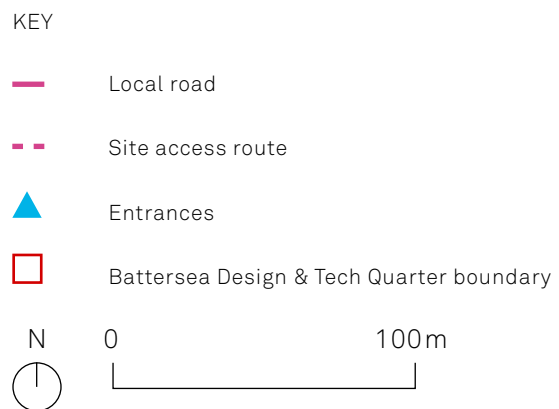 KEY
Local road
Site access route
Entrances
Battersea Design & Tech Quarter boundary
N 0 100m